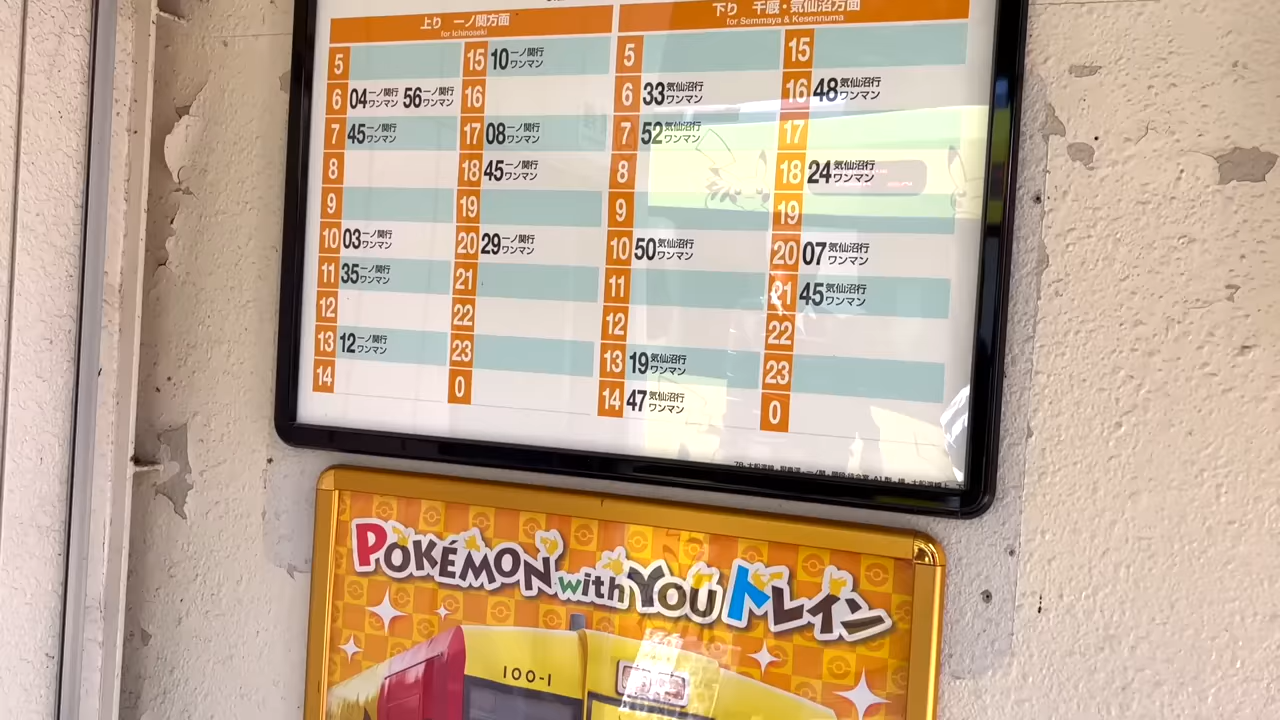 上り 一ノ関方面
for Ichinoseki
5
6 04 一ノ関行 ワンマン 56 一ノ関行 ワンマン
7 45 一ノ関行 ワンマン
8
9
10 03 一ノ関行 ワンマン
11 35 一ノ関行 ワンマン
12
13 12 一ノ関行 ワンマン
14
15 10 一ノ関行 ワンマン
16
17 08 一ノ関行 ワンマン
18 45 一ノ関行 ワンマン
19
20 29 一ノ関行 ワンマン
21
22
23
0
下り 千厩・気仙沼方面
for Semmaya & Kesennuma
5
6 33 気仙沼行 ワンマン
7 52 気仙沼行 ワンマン
8
9
10 50 気仙沼行 ワンマン
11
12
13 19 気仙沼行 ワンマン
14 47 気仙沼行 ワンマン
15
16 48 気仙沼行 ワンマン
17
18 24 気仙沼行 ワンマン
19
20 07 気仙沼行 ワンマン
21 45 気仙沼行 ワンマン
22
23
0
POKÉMON with YOU トレイン
100-1